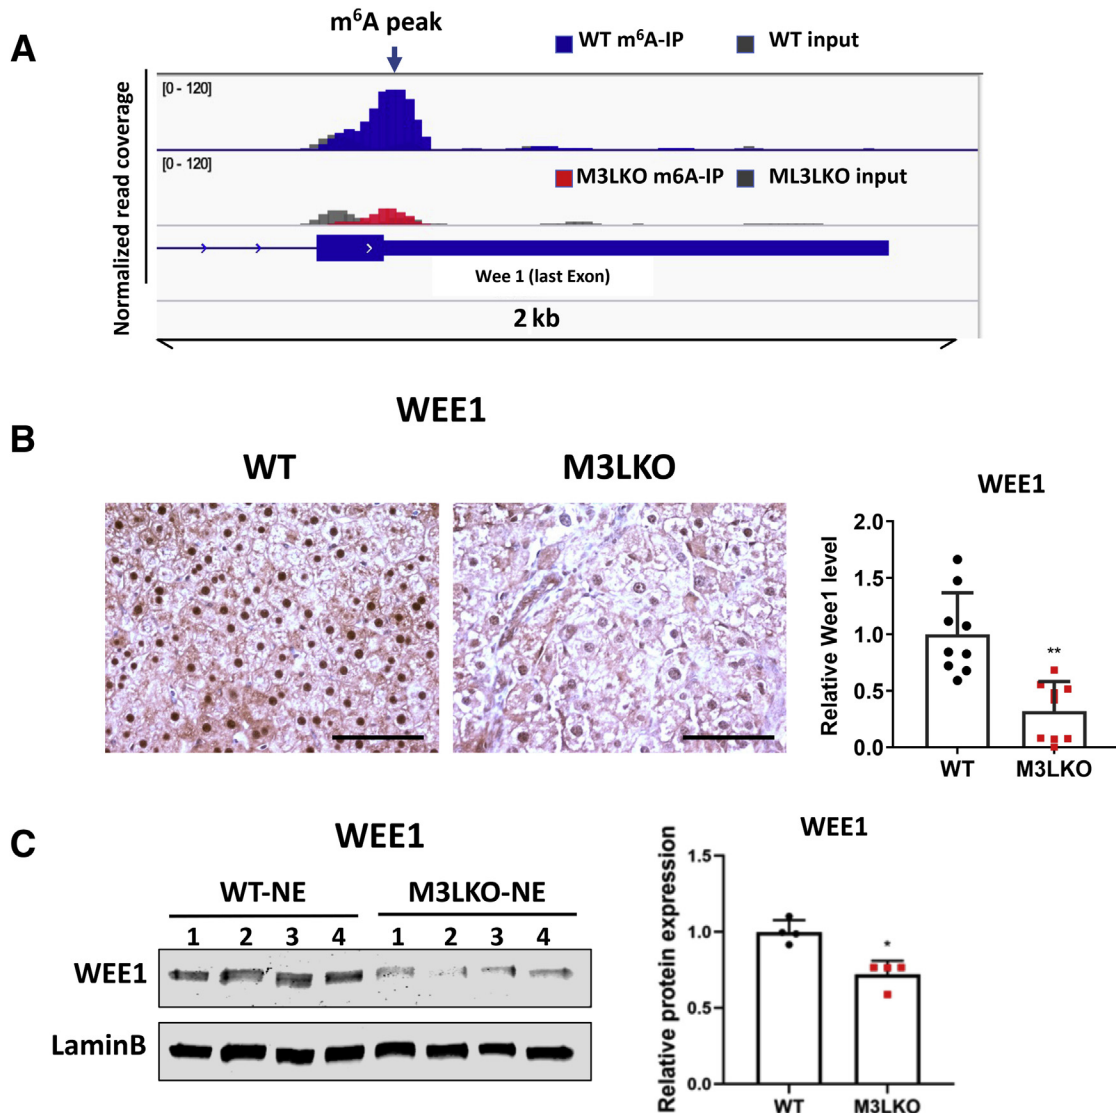 A
m⁶A peak
WT m⁶A-IP
WT input
[0 - 120]
[0 - 120]
M3LKO m6A-IP
ML3LKO input
Normalized read coverage
Wee 1 (last Exon)
2 kb
B
WEE1
WT
M3LKO
WEE1
Relative Wee1 level
2.0
1.5
1.0
0.5
0.0
**
WT
M3LKO
C
WEE1
WT-NE
M3LKO-NE
1 2 3 4 1 2 3 4
WEE1
LaminB
WEE1
Relative protein expression
1.5
1.0
0.5
0.0
*
WT
M3LKO